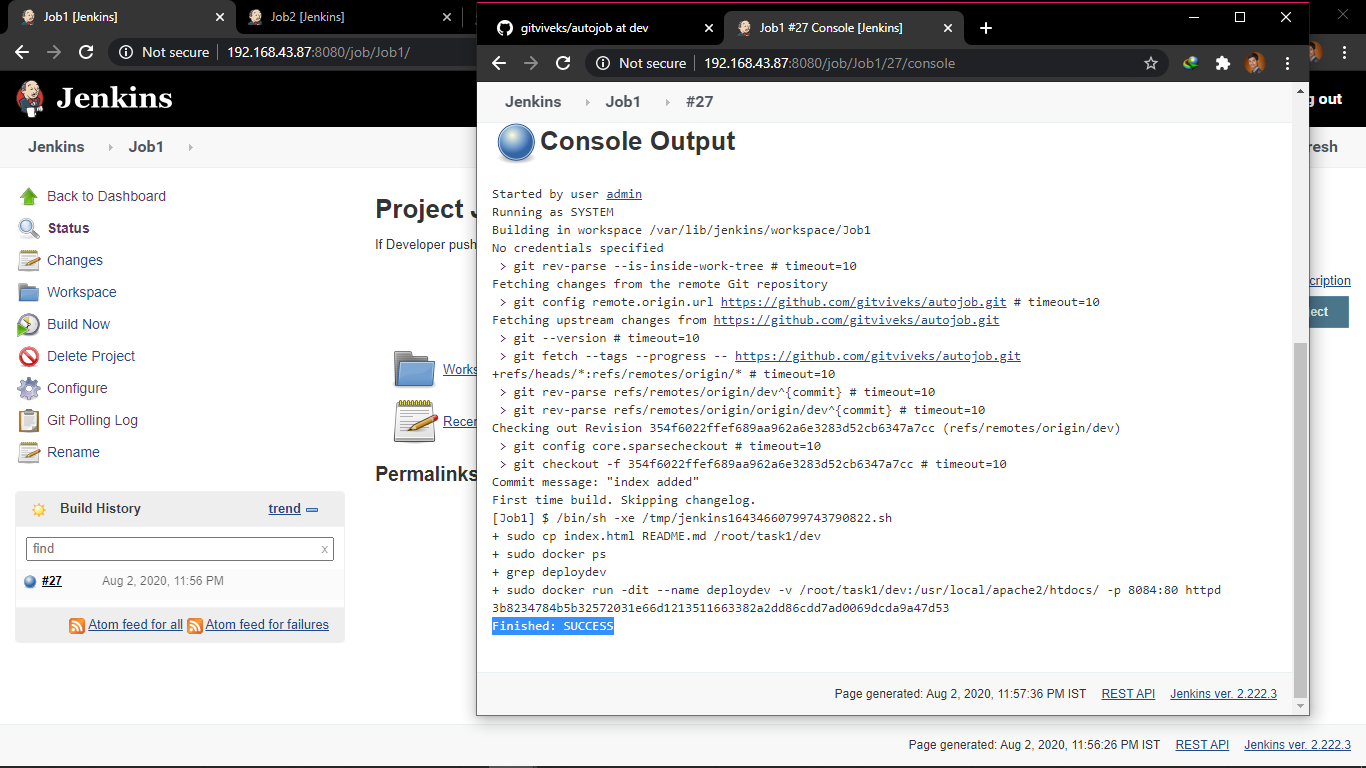 Job1 [Jenkins]
Job2 [Jenkins]
Not secure
192.168.43.87:8080/job/Job1/
Jenkins
g out
Jenkins
Job1
resh
Back to Dashboard
Status
Changes
Workspace
Build Now
Delete Project
Configure
Git Polling Log
Rename
Build History
trend
find
x
#27
Aug 2, 2020, 11:56 PM
Atom feed for all
Atom feed for failures
Project J
If Developer push
Works
Recen
Permalinks
cription
ect
Page generated: Aug 2, 2020, 11:56:26 PM IST
REST API
Jenkins ver. 2.222.3
gitviveks/autojob at dev
Job1 #27 Console [Jenkins]
Not secure
192.168.43.87:8080/job/Job1/27/console
Jenkins
Job1
#27
Console Output
Started by user admin
Running as SYSTEM
Building in workspace /var/lib/jenkins/workspace/Job1
No credentials specified
> git rev-parse --is-inside-work-tree # timeout=10
Fetching changes from the remote Git repository
> git config remote.origin.url https://github.com/gitviveks/autojob.git # timeout=10
Fetching upstream changes from https://github.com/gitviveks/autojob.git
> git --version # timeout=10
> git fetch --tags --progress -- https://github.com/gitviveks/autojob.git
+refs/heads/*:refs/remotes/origin/* # timeout=10
> git rev-parse refs/remotes/origin/dev^{commit} # timeout=10
> git rev-parse refs/remotes/origin/origin/dev^{commit} # timeout=10
Checking out Revision 354f6022ffef689aa962a6e3283d52cb6347a7cc (refs/remotes/origin/dev)
> git config core.sparsecheckout # timeout=10
> git checkout -f 354f6022ffef689aa962a6e3283d52cb6347a7cc # timeout=10
Commit message: "index added"
First time build. Skipping changelog.
[Job1] $ /bin/sh -xe /tmp/jenkins16434660799743790822.sh
+ sudo cp index.html README.md /root/task1/dev
+ sudo docker ps
+ grep deploydev
+ sudo docker run -dit --name deploydev -v /root/task1/dev:/usr/local/apache2/htdocs/ -p 8084:80 httpd
3b8234784b5b32572031e66d1213511663382a2dd86cdd7ad0069dcda9a47d53
Finished: SUCCESS
Page generated: Aug 2, 2020, 11:57:36 PM IST
REST API
Jenkins ver. 2.222.3